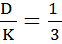 D/K = 1/3